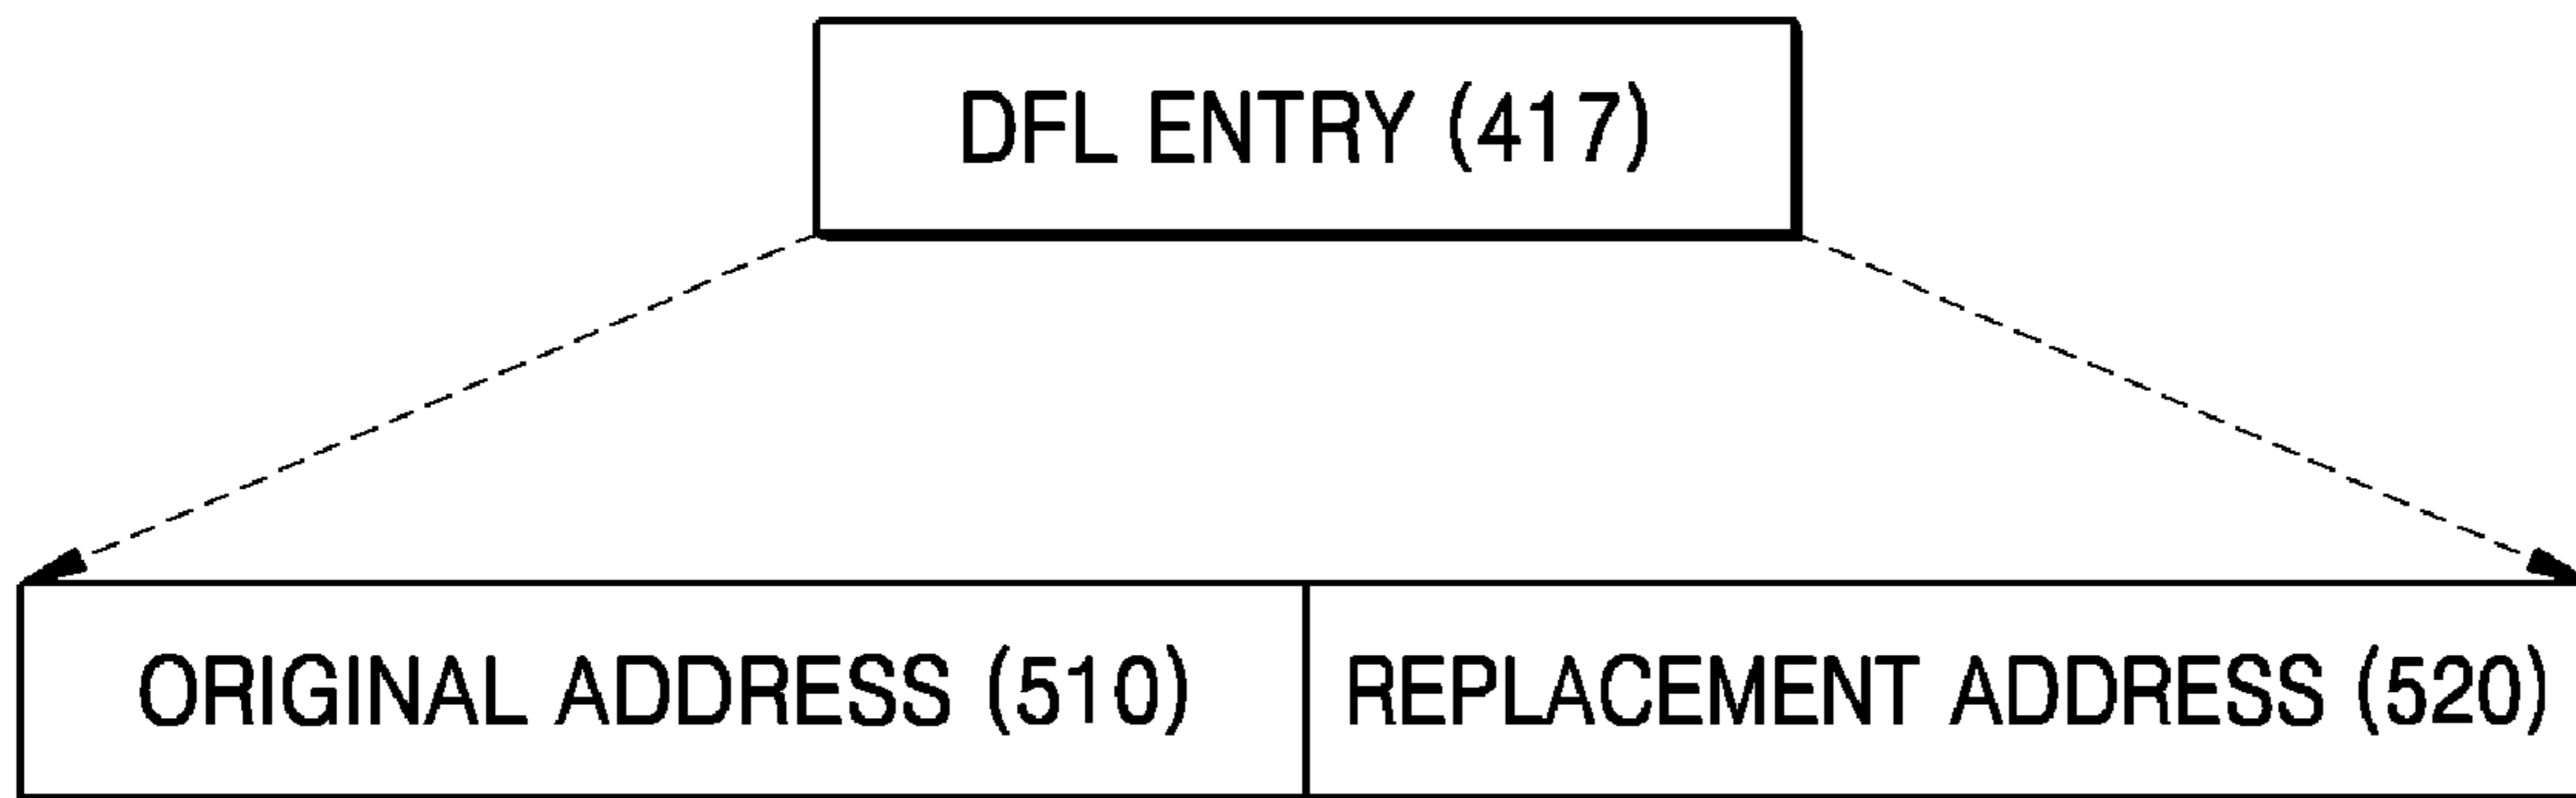 DFL ENTRY (417)
ORIGINAL ADDRESS (510)
REPLACEMENT ADDRESS (520)